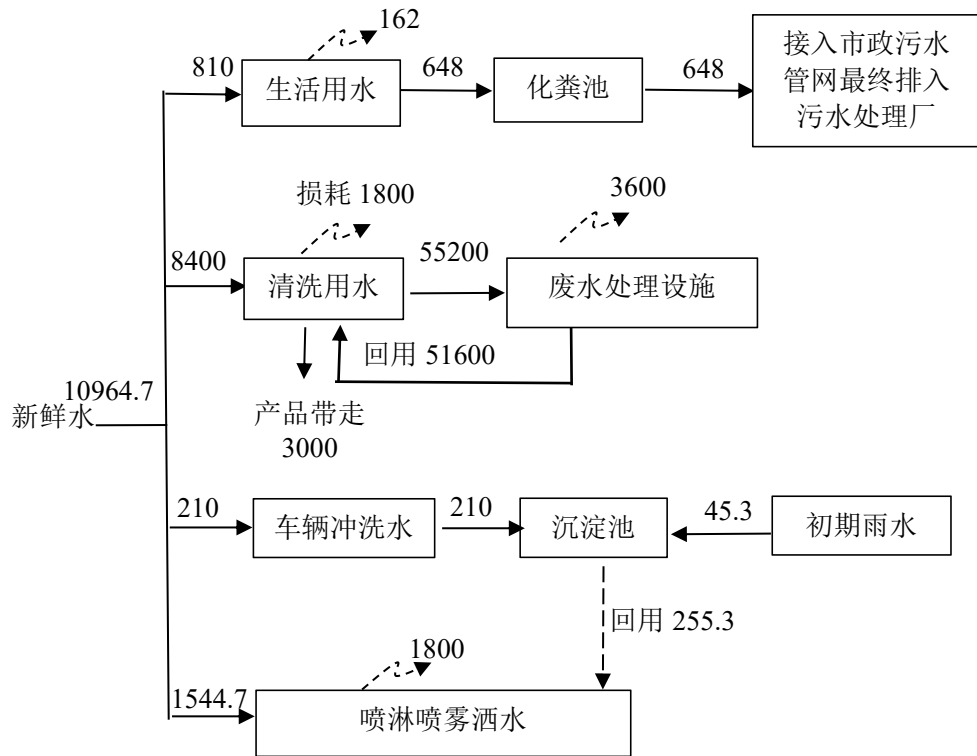 162
810
生活用水
648
化粪池
648
接入市政污水
管网最终排入
污水处理厂
损耗 1800
3600
8400
清洗用水
55200
废水处理设施
回用 51600
产品带走
3000
10964.7
新鲜水
210
车辆冲洗水
210
沉淀池
45.3
初期雨水
回用 255.3
1800
1544.7
喷淋喷雾洒水